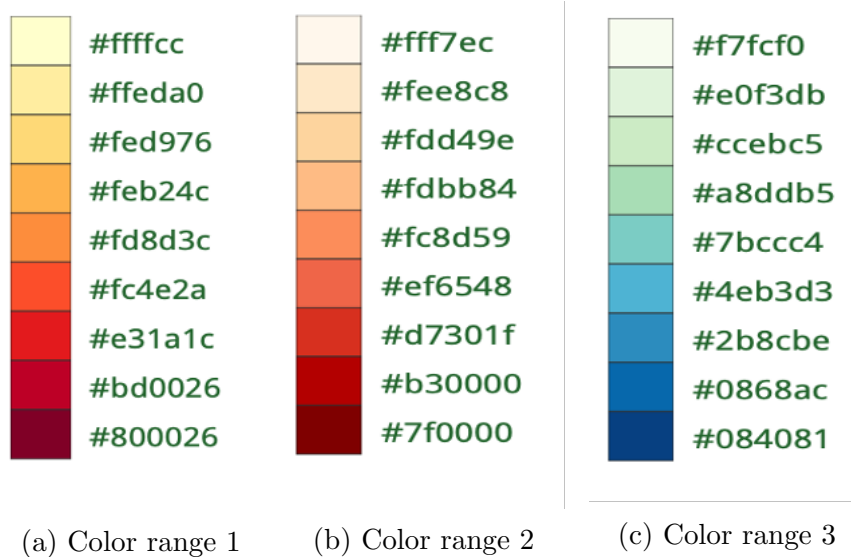 #ffffcc
#ffeda0
#fed976
#feb24c
#fd8d3c
#fc4e2a
#e31a1c
#bd0026
#800026
(a) Color range 1
#fff7ec
#fee8c8
#fdd49e
#fdbb84
#fc8d59
#ef6548
#d7301f
#b30000
#7f0000
(b) Color range 2
#f7fcf0
#e0f3db
#ccebc5
#a8ddb5
#7bccc4
#4eb3d3
#2b8cbe
#0868ac
#084081
(c) Color range 3